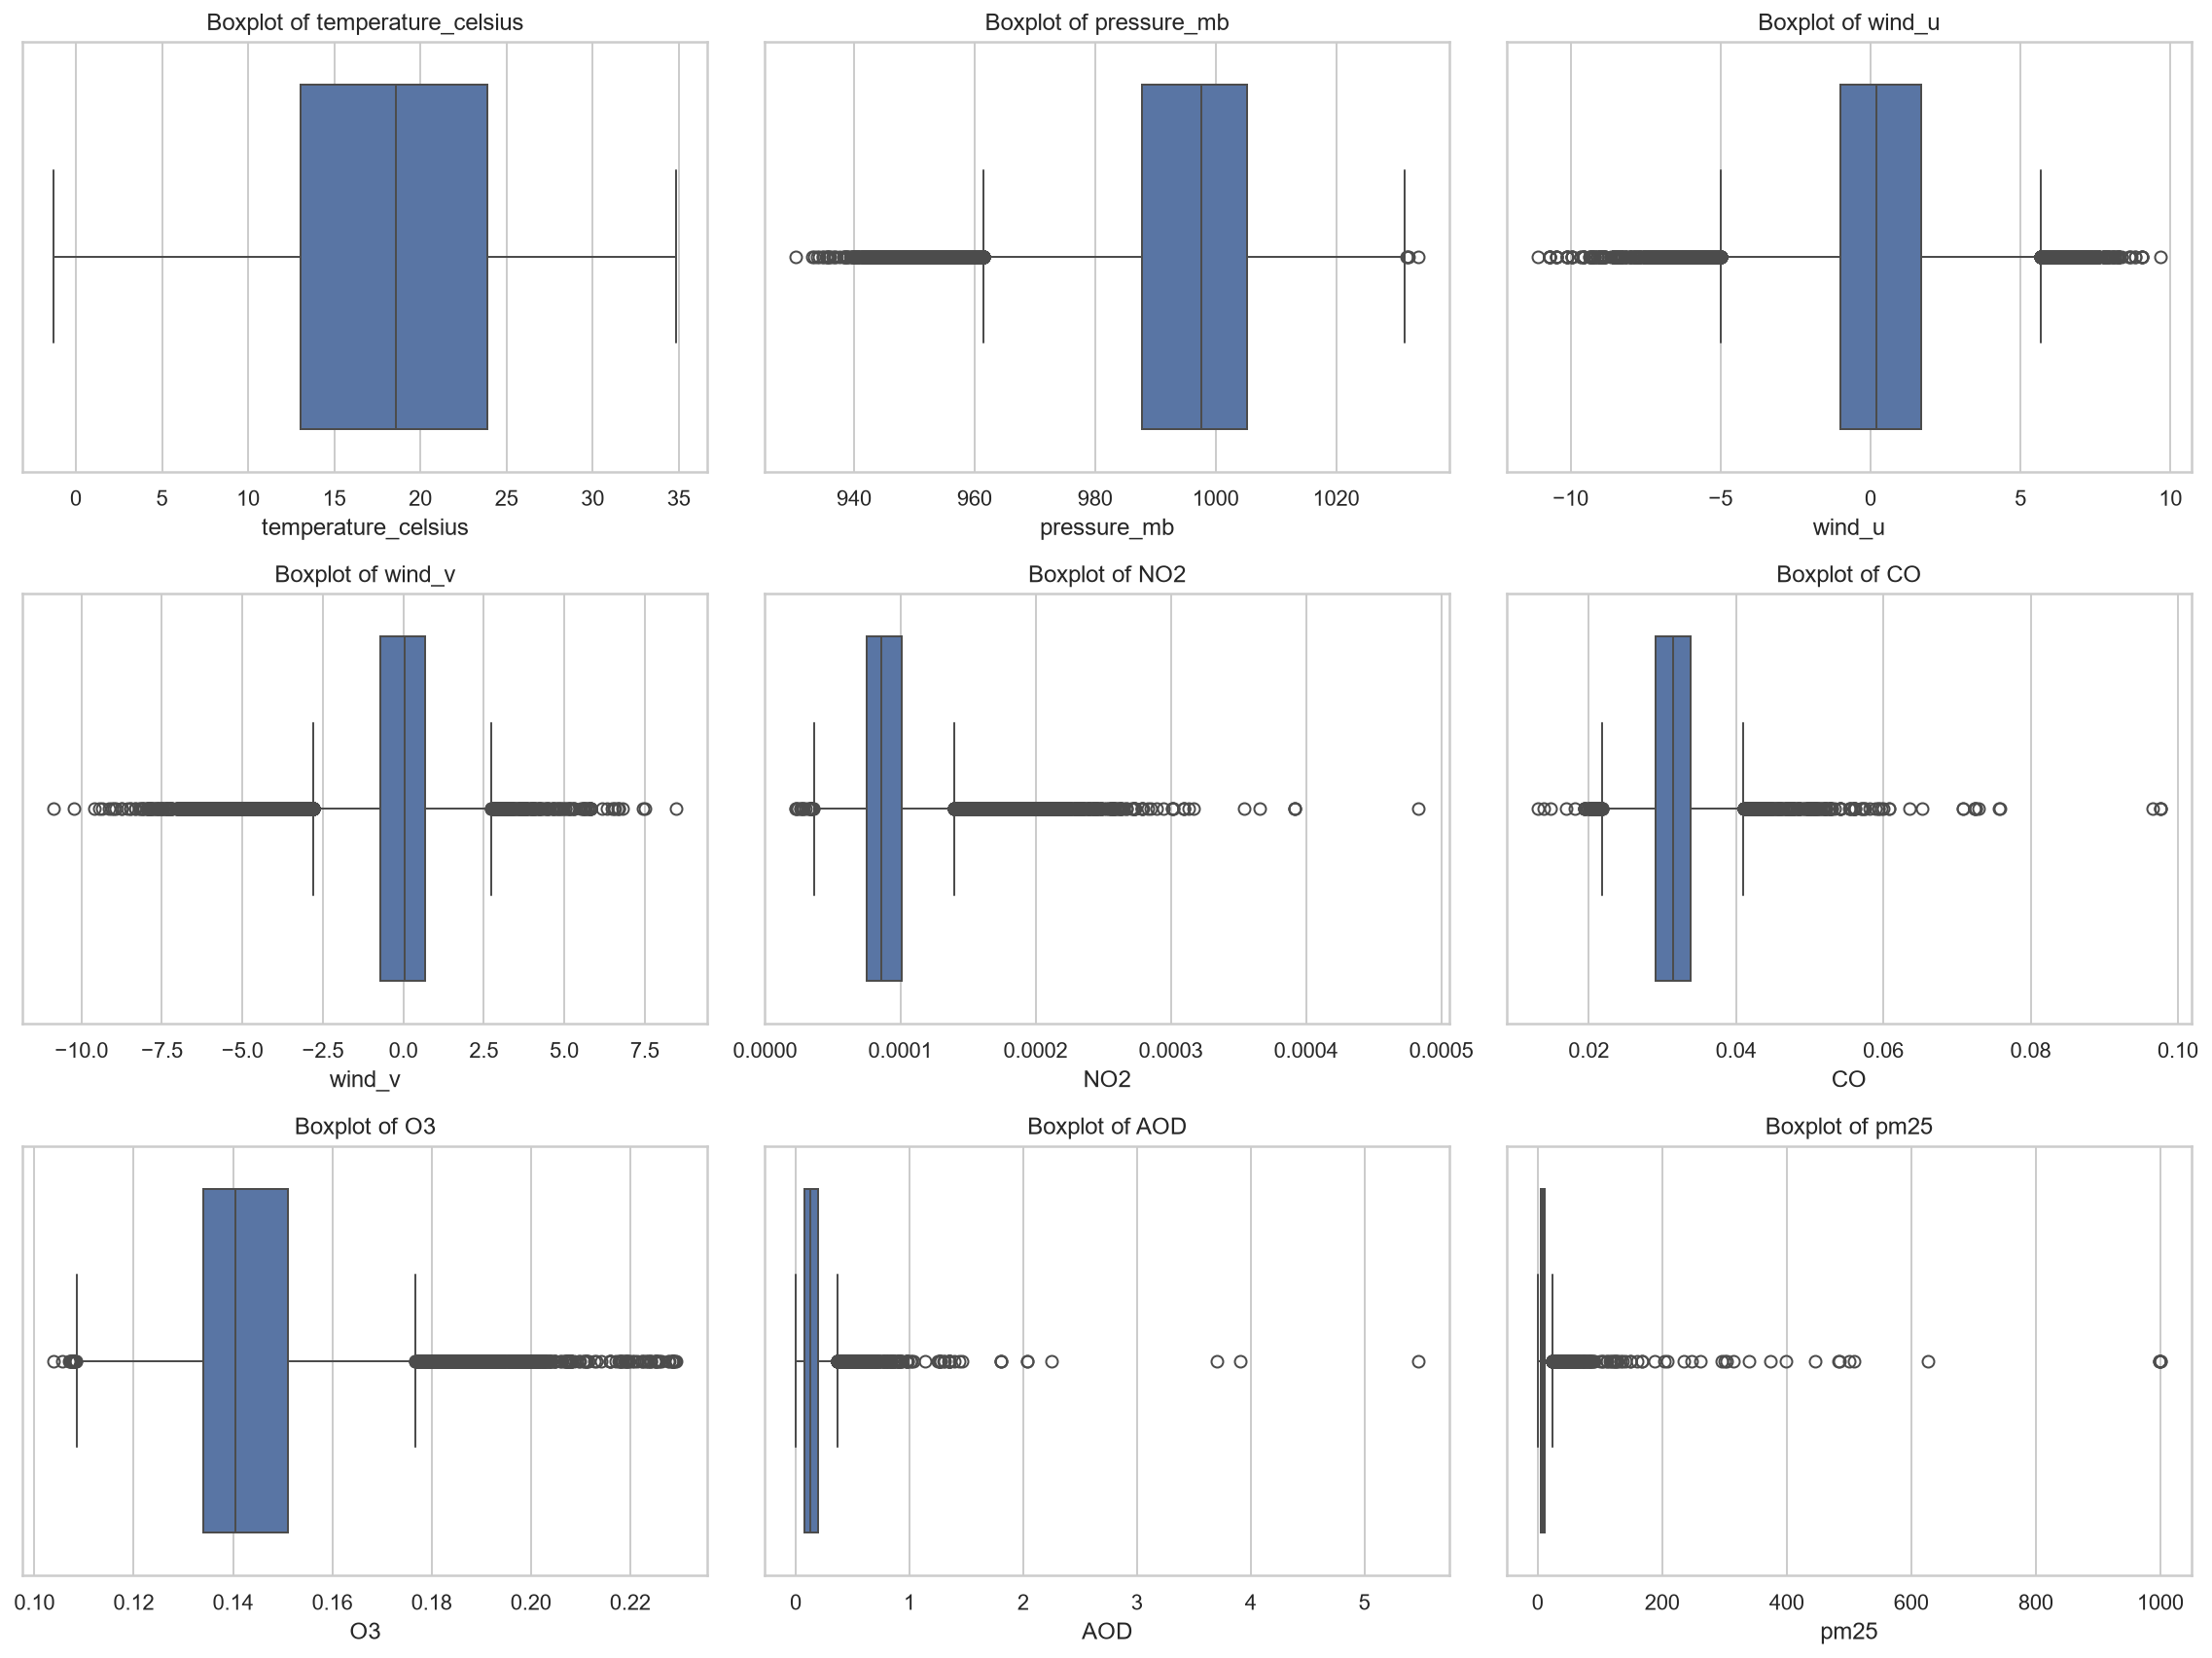 Boxplot of temperature_celsius
Boxplot of pressure_mb
Boxplot of wind_u
0 5 10 15 20 25 30 35
940 960 980 1000 1020
−10 −5 0 5 10
temperature_celsius
pressure_mb
wind_u
Boxplot of wind_v
Boxplot of NO2
Boxplot of CO
−10.0 −7.5 −5.0 −2.5 0.0 2.5 5.0 7.5
0.0000 0.0001 0.0002 0.0003 0.0004 0.0005
0.02 0.04 0.06 0.08 0.10
wind_v
NO2
CO
Boxplot of O3
Boxplot of AOD
Boxplot of pm25
0.10 0.12 0.14 0.16 0.18 0.20 0.22
0 1 2 3 4 5
0 200 400 600 800 1000
O3
AOD
pm25